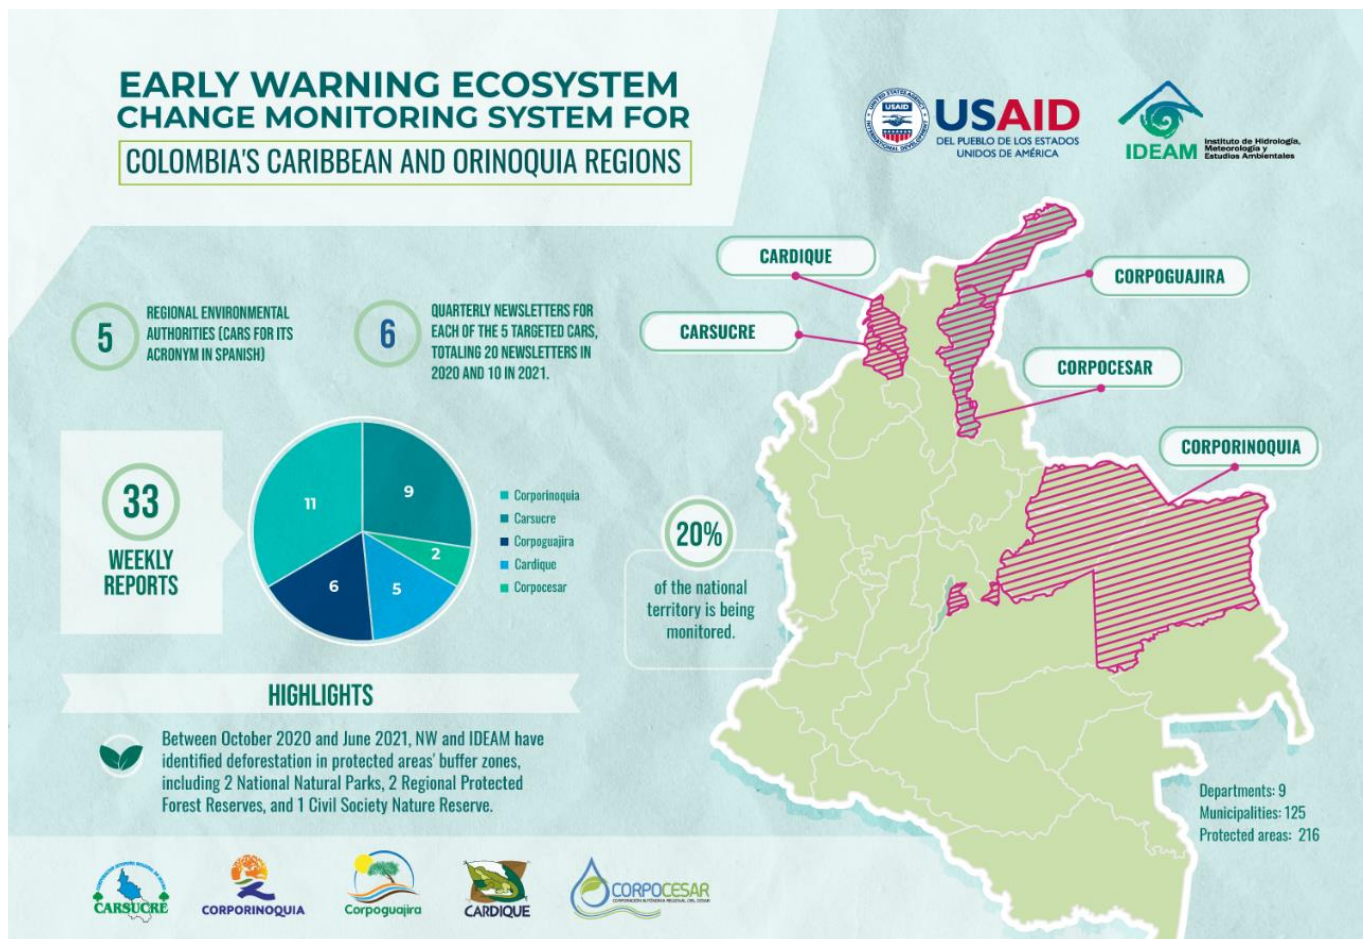 EARLY WARNING ECOSYSTEM
CHANGE MONITORING SYSTEM FOR
COLOMBIA'S CARIBBEAN AND ORINOQUIA REGIONS
USAID
USAID
DEL PUEBLO DE LOS ESTADOS
UNIDOS DE AMÉRICA
IDEAM
Instituto de Hidrología,
Meteorología y
Estudios Ambientales
5
REGIONAL ENVIRONMENTAL
AUTHORITIES (CARS FOR ITS
ACRONYM IN SPANISH)
6
QUARTERLY NEWSLETTERS FOR
EACH OF THE 5 TARGETED CARS,
TOTALING 20 NEWSLETTERS IN
2020 AND 10 IN 2021.
CARDIQUE
CORPOGUAJIRA
CARSUCRE
CORPOCESAR
CORPORINOQUIA
33
WEEKLY
REPORTS
11
9
2
6
5
Corporinoquia
Carsucre
Corpoguajira
Cardique
Corpocesar
20%
of the national
territory is being
monitored.
HIGHLIGHTS
Between October 2020 and June 2021, NW and IDEAM have
identified deforestation in protected areas' buffer zones,
including 2 National Natural Parks, 2 Regional Protected
Forest Reserves, and 1 Civil Society Nature Reserve.
Departments: 9
Municipalities: 125
Protected areas: 216
CARSUCRE
CORPORINOQUIA
Corpoguajira
CARDIQUE
CORPOCESAR